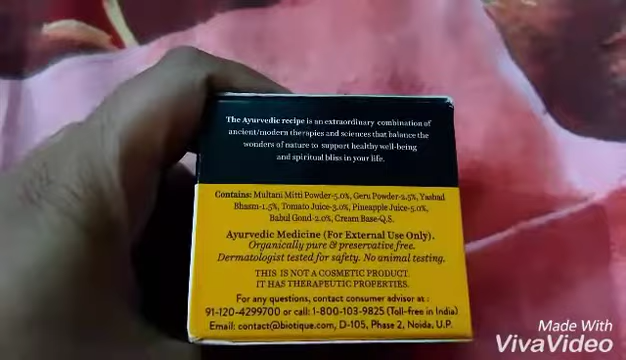 The Ayurvedic recipe is an extraordinary combination of
ancient/modern therapies and sciences that balance the
wonders of nature to support healthy well-being
and spiritual bliss in your life.
Contains: Multani Mitti Powder-5.0%, Geru Powder-2.5%, Yashad
Bhasm-1.5%, Tomato Juice-3.0%, Pineapple Juice-5.0%,
Babul Gond-2.0%, Cream Base-Q.S.
Ayurvedic Medicine (For External Use Only).
Organically pure & preservative free.
Dermatologist tested for safety. No animal testing.
THIS IS NOT A COSMETIC PRODUCT.
IT HAS THERAPEUTIC PROPERTIES.
For any questions, contact consumer advisor at :
91-120-4299700 or call: 1-800-103-9825 (Toll-free in India)
Email: contact@biotique.com, D-105, Phase 2, Noida, U.P.
Made With
VivaVideo